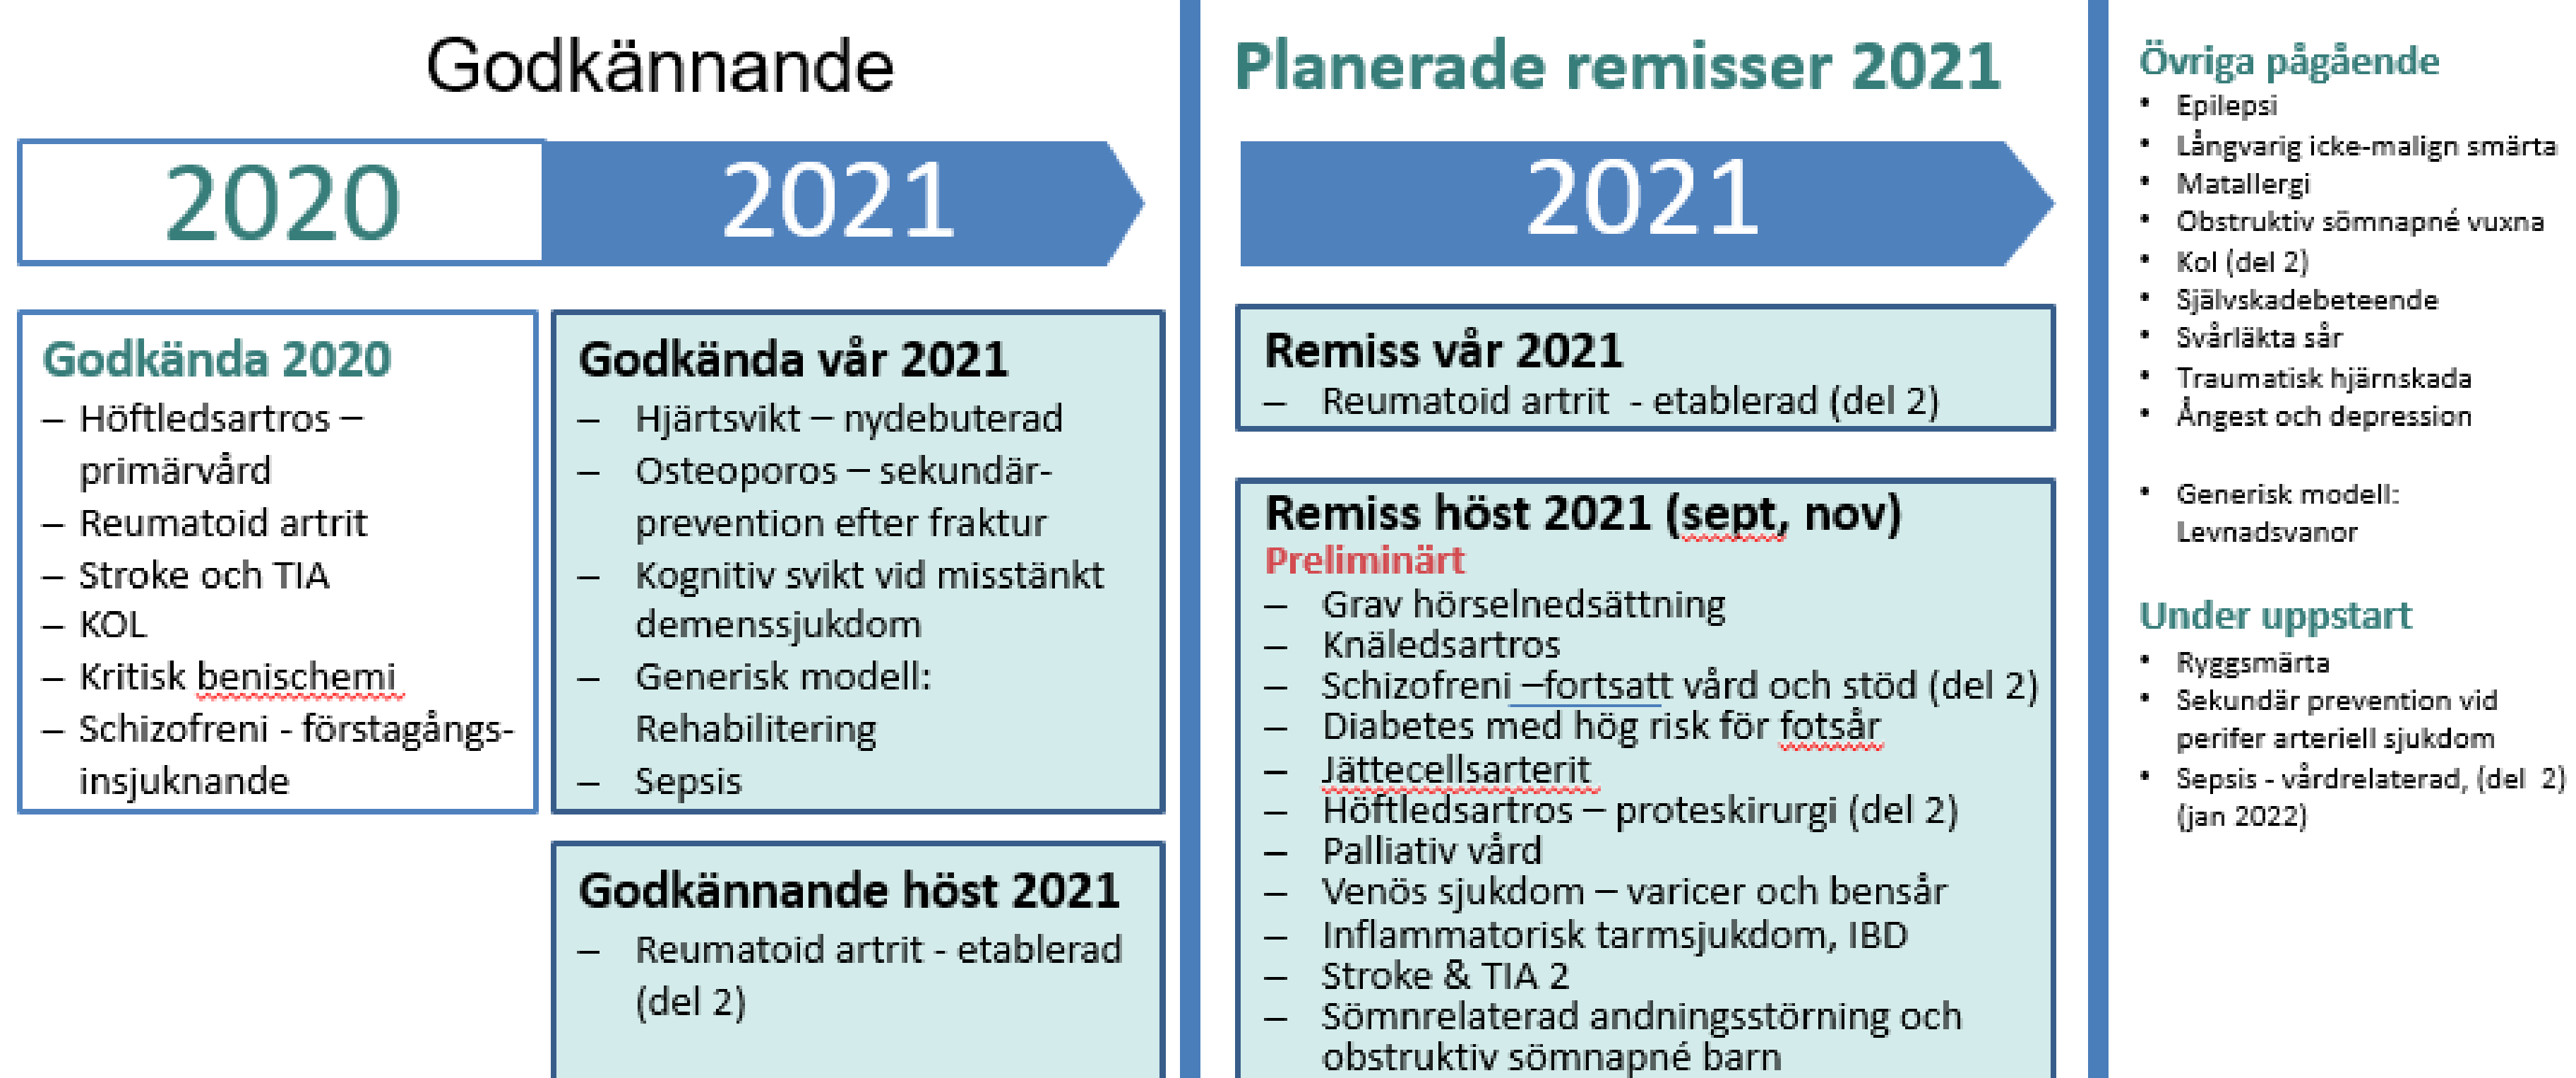 Godkännande
2020
2021
Godkända 2020
– Höftledsartros –
primärvård
– Reumatoid artrit
– Stroke och TIA
– KOL
– Kritisk benischemi
– Schizofreni - förstagångs-
insjuknande
Godkända vår 2021
– Hjärtsvikt – nydebuterad
– Osteoporos – sekundär-
prevention efter fraktur
– Kognitiv svikt vid misstänkt
demenssjukdom
– Generisk modell:
Rehabilitering
– Sepsis
Godkännande höst 2021
– Reumatoid artrit - etablerad
(del 2)
Planerade remisser 2021
2021
Remiss vår 2021
– Reumatoid artrit - etablerad (del 2)
Remiss höst 2021 (sept, nov)
Preliminärt
– Grav hörselnedsättning
– Knäledsartros
– Schizofreni –fortsatt vård och stöd (del 2)
– Diabetes med hög risk för fotsår
– Jättecellsarterit
– Höftledsartros – proteskirurgi (del 2)
– Palliativ vård
– Venös sjukdom – varicer och bensår
– Inflammatorisk tarmsjukdom, IBD
– Stroke & TIA 2
– Sömnrelaterad andningsstörning och
obstruktiv sömnapné barn
Övriga pågående
• Epilepsi
• Långvarig icke-malign smärta
• Matallergi
• Obstruktiv sömnapné vuxna
• Kol (del 2)
• Självskadebeteende
• Svårläkta sår
• Traumatisk hjärnskada
• Ångest och depression
• Generisk modell:
Levnadsvanor
Under uppstart
• Ryggsmärta
• Sekundär prevention vid
perifer arteriell sjukdom
• Sepsis - vårdrelaterad, (del 2)
(jan 2022)